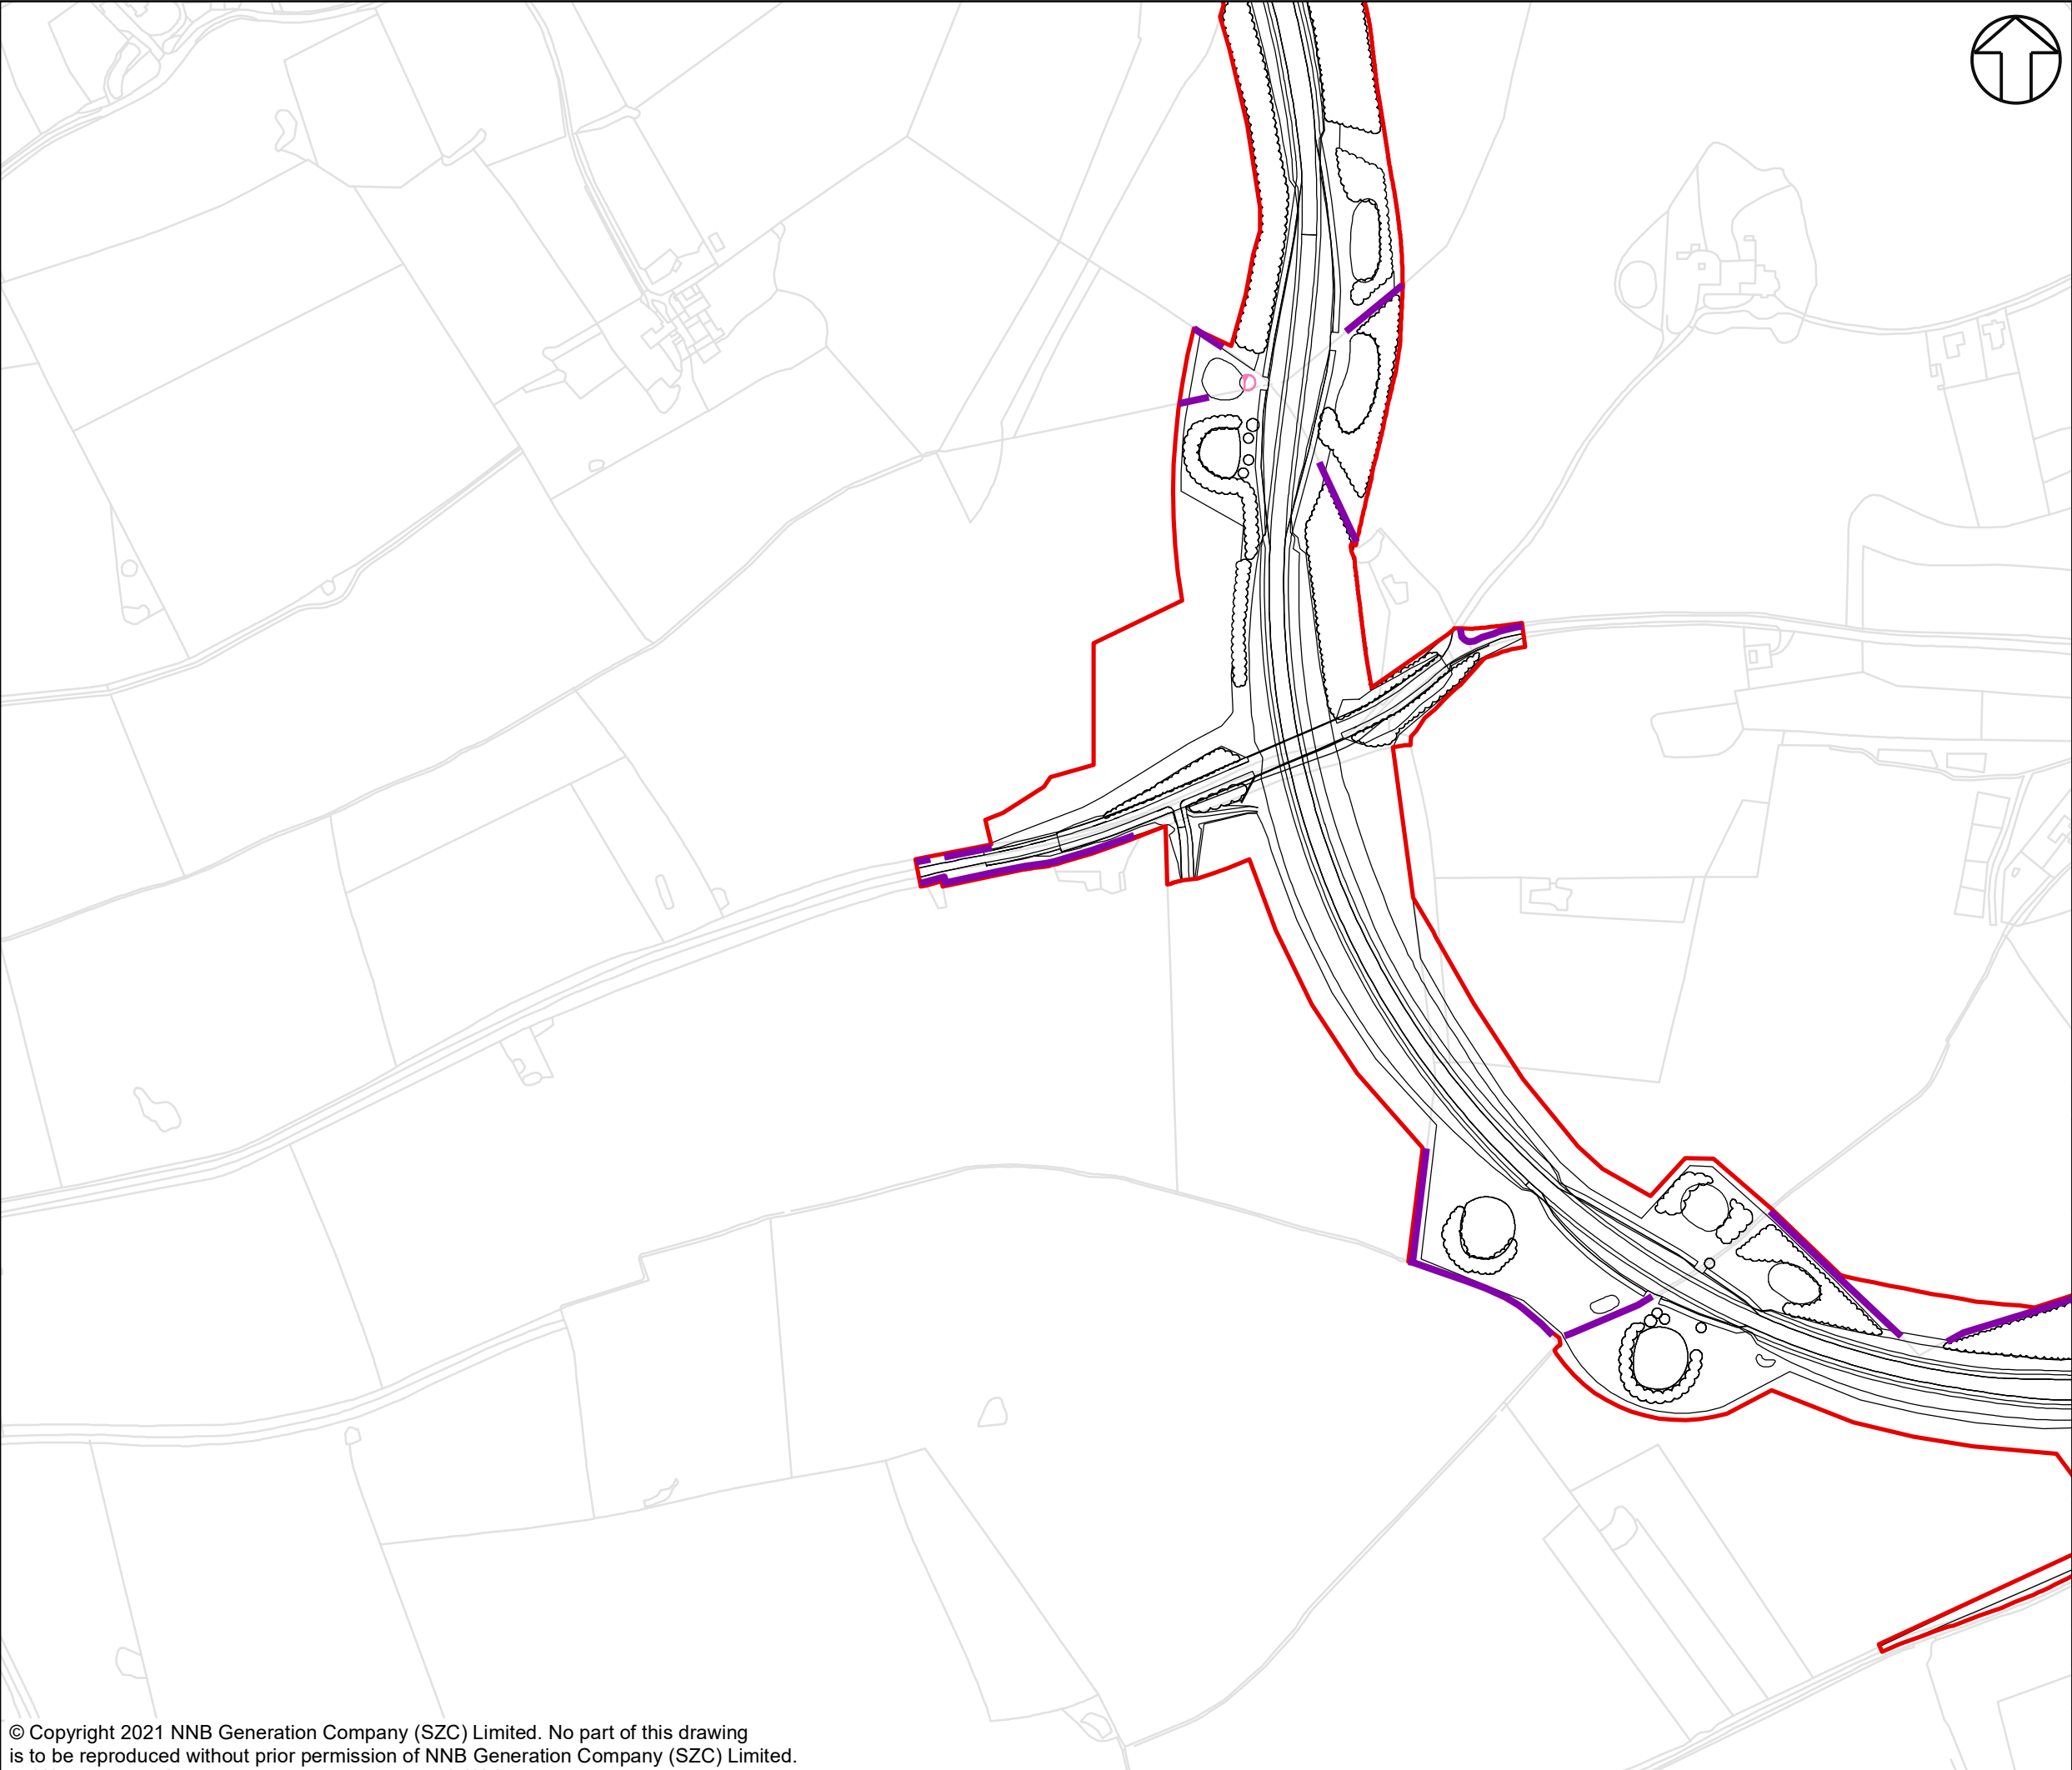 © Copyright 2021 NNB Generation Company (SZC) Limited. No part of this drawing
is to be reproduced without prior permission of NNB Generation Company (SZC) Limited.